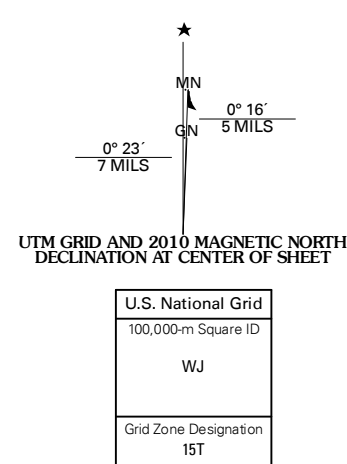 ★
MN
0° 16´
5 MILS
GN
0° 23´
7 MILS
UTM GRID AND 2010 MAGNETIC NORTH
DECLINATION AT CENTER OF SHEET
U.S. National Grid
100,000-m Square ID
WJ
Grid Zone Designation
15T